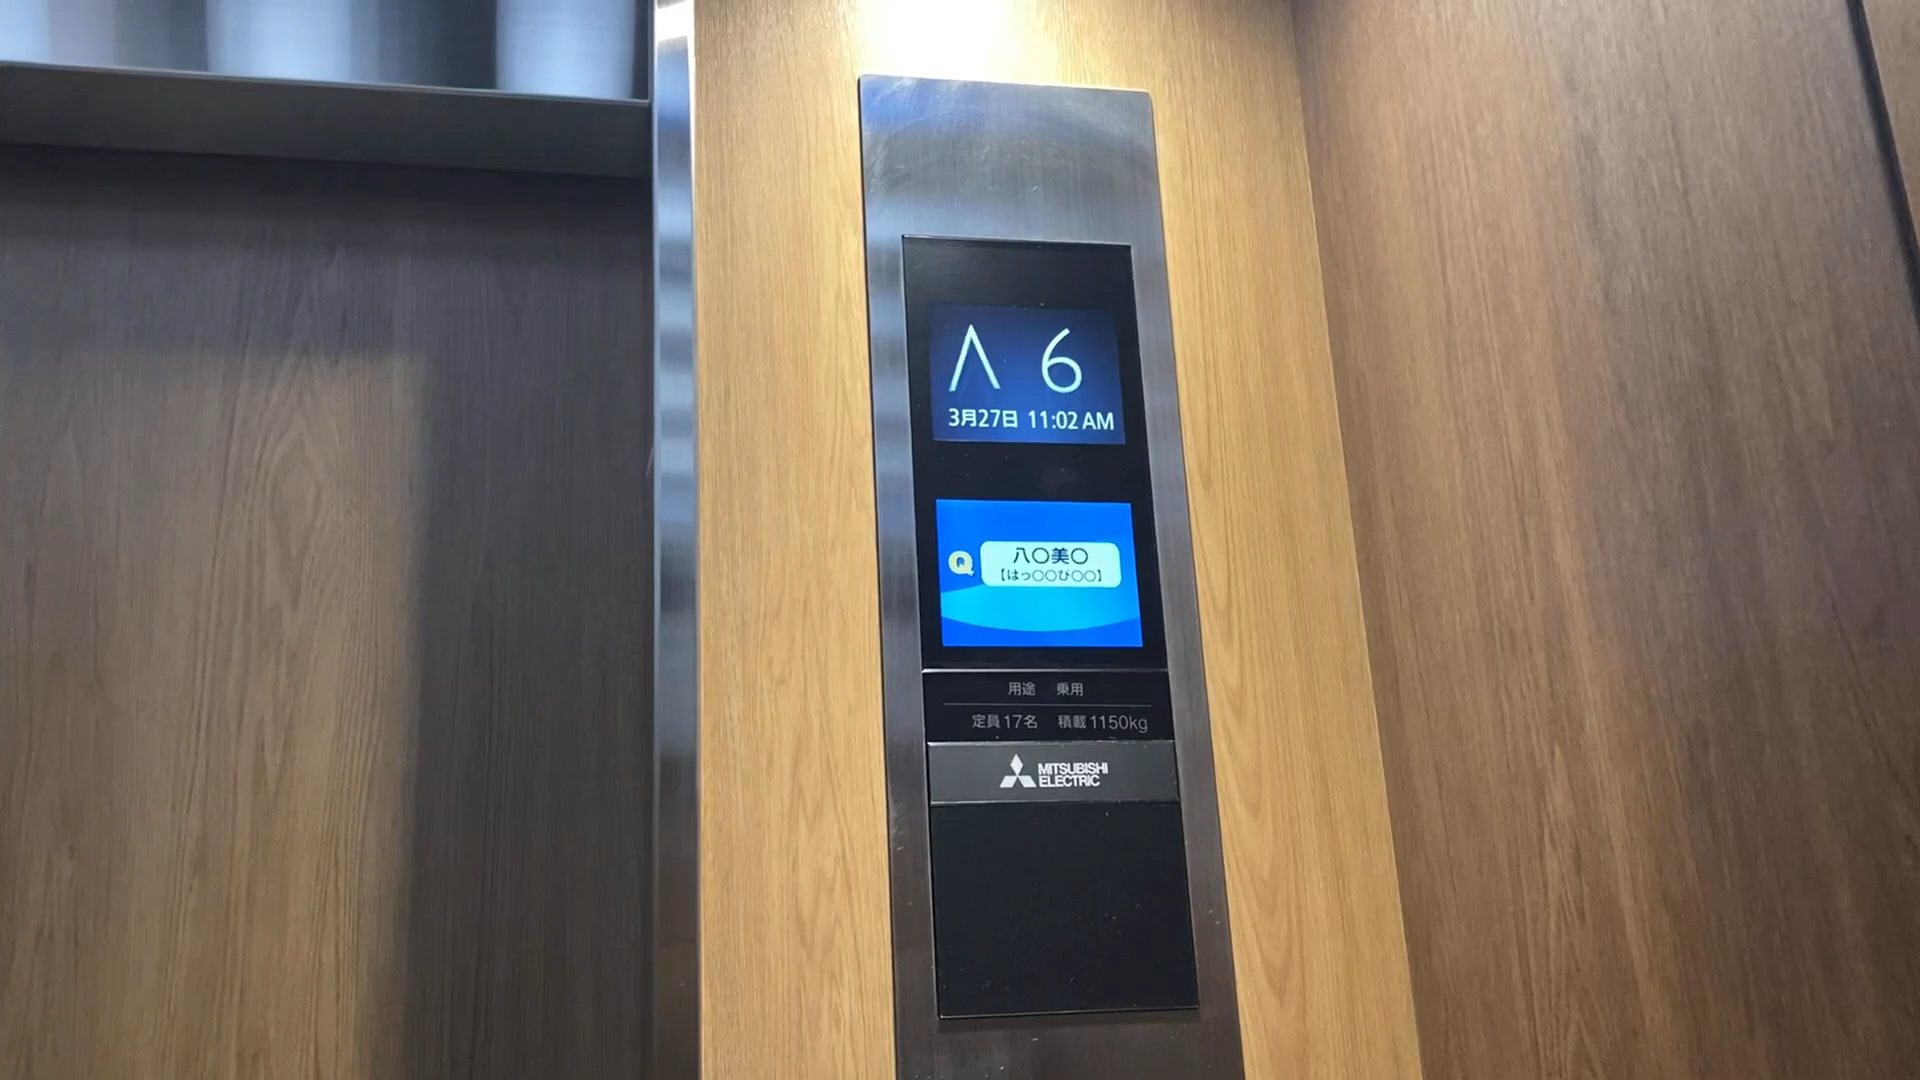 ∧ 6
3月27日 11:02 AM
Q
八〇美〇
【はっ〇〇び〇〇】
用途 乗用
定員17名 積載1150kg
MITSUBISHI
ELECTRIC